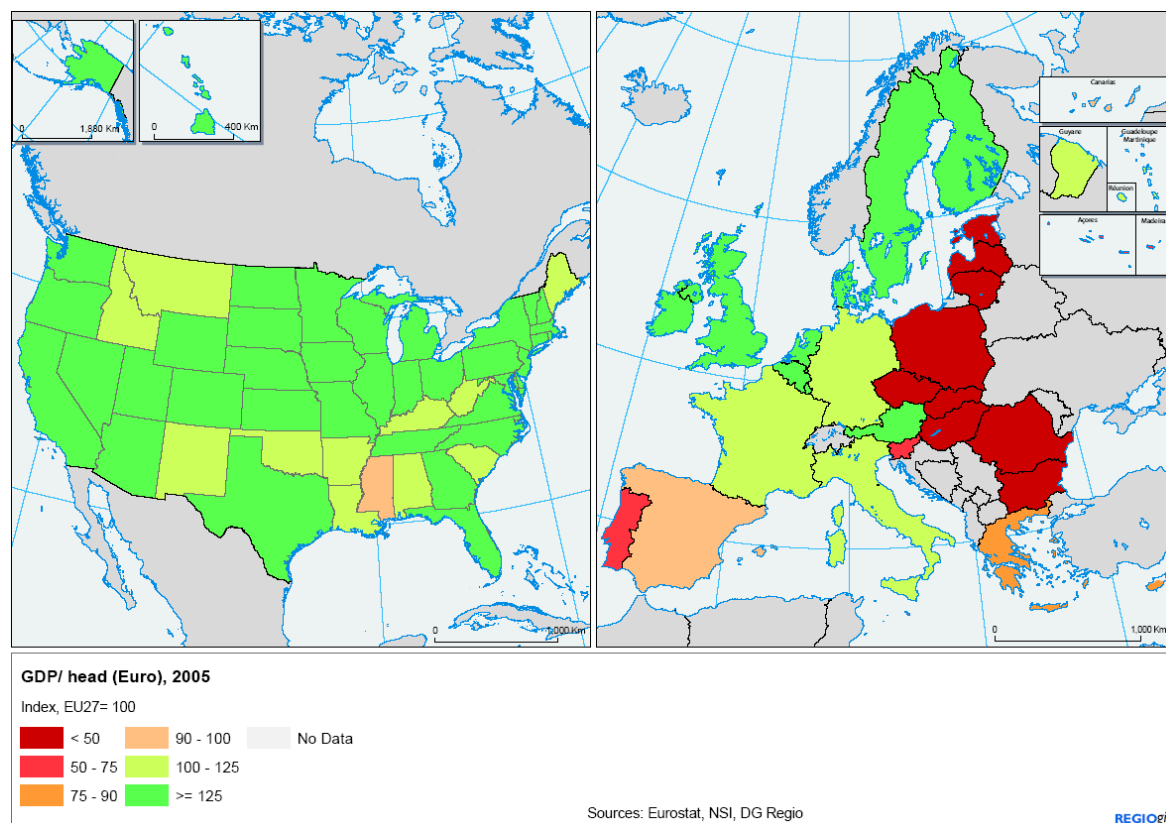 0 1,880 Km
0 400 Km
Canarias
Guyane
Guadeloupe
Martinique
Réunion
Açores
Madeira
0 1,000 Km
0 1,000 Km
GDP/ head (Euro), 2005
Index, EU27= 100
< 50
90 - 100
No Data
50 - 75
100 - 125
75 - 90
>= 125
Sources: Eurostat, NSI, DG Regio
REGIOgi